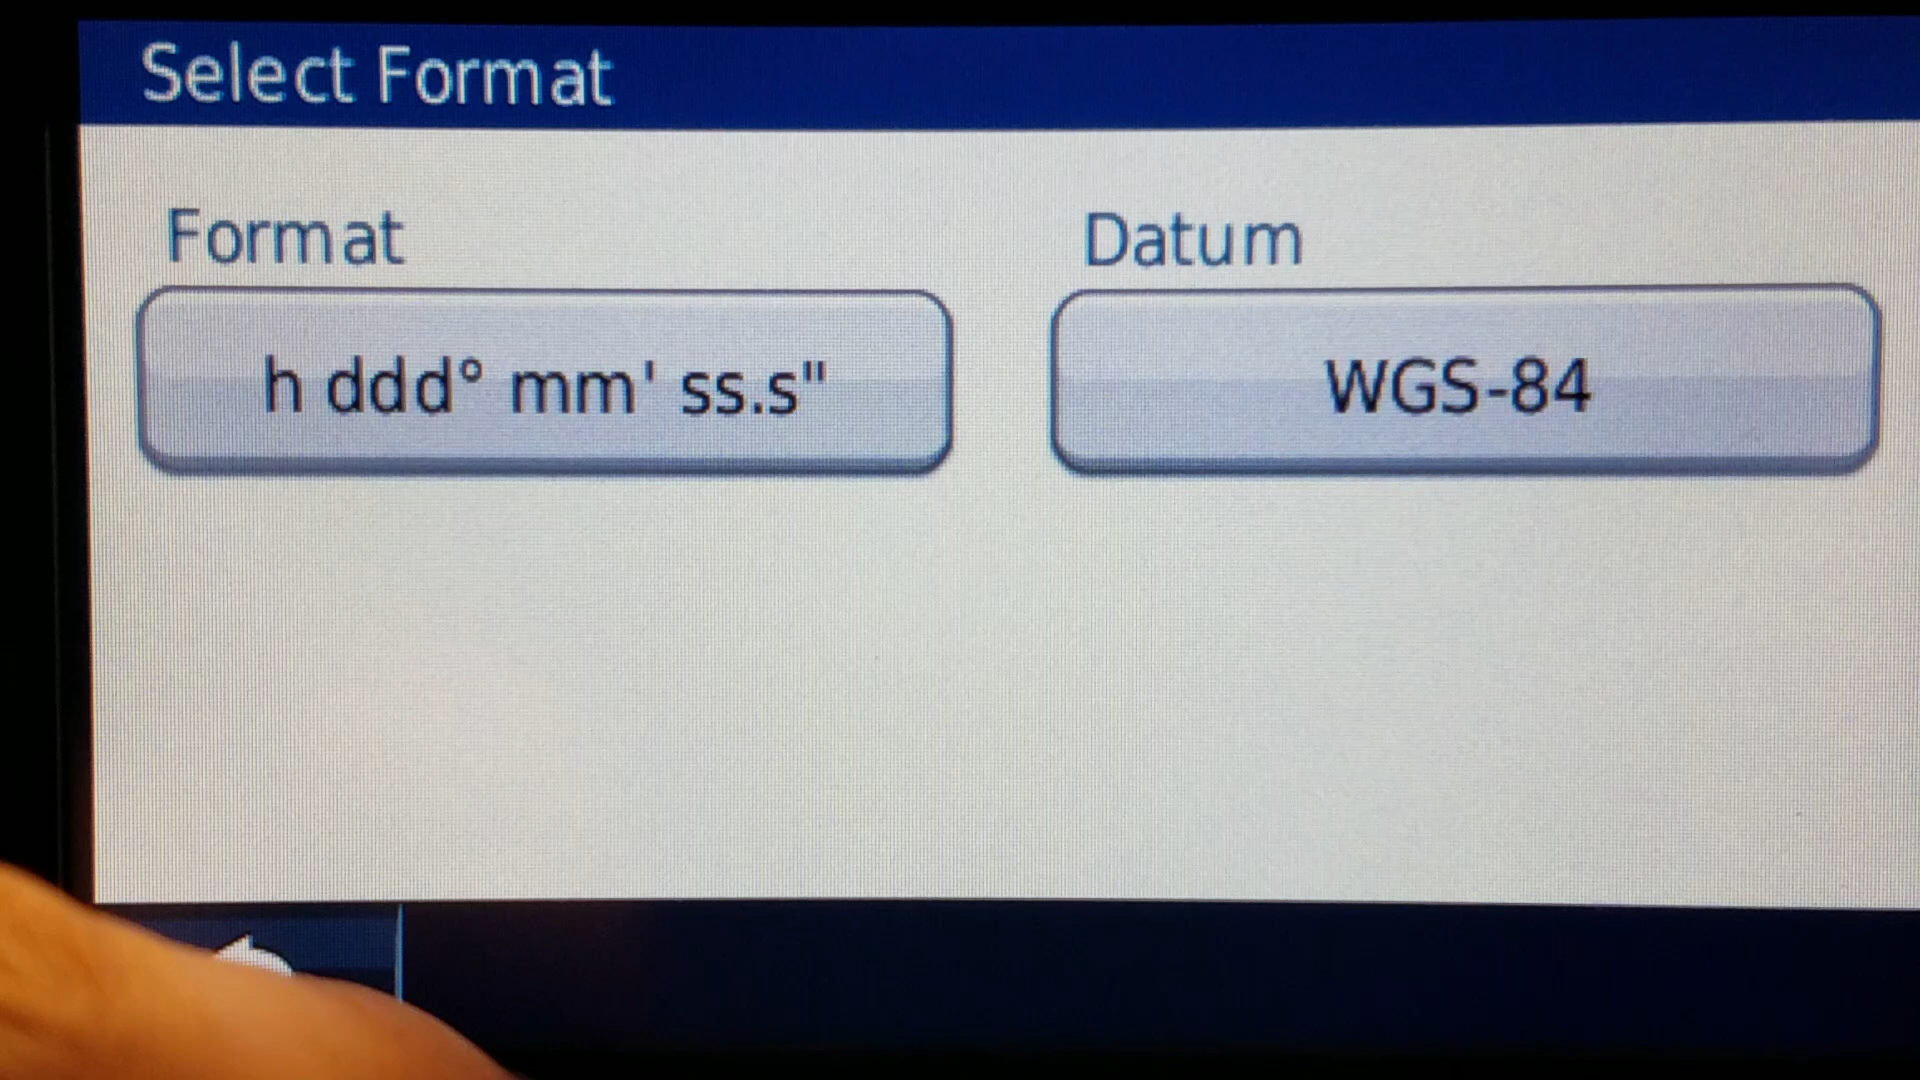 Select Format
Format
Datum
h ddd° mm' ss.s"
WGS-84